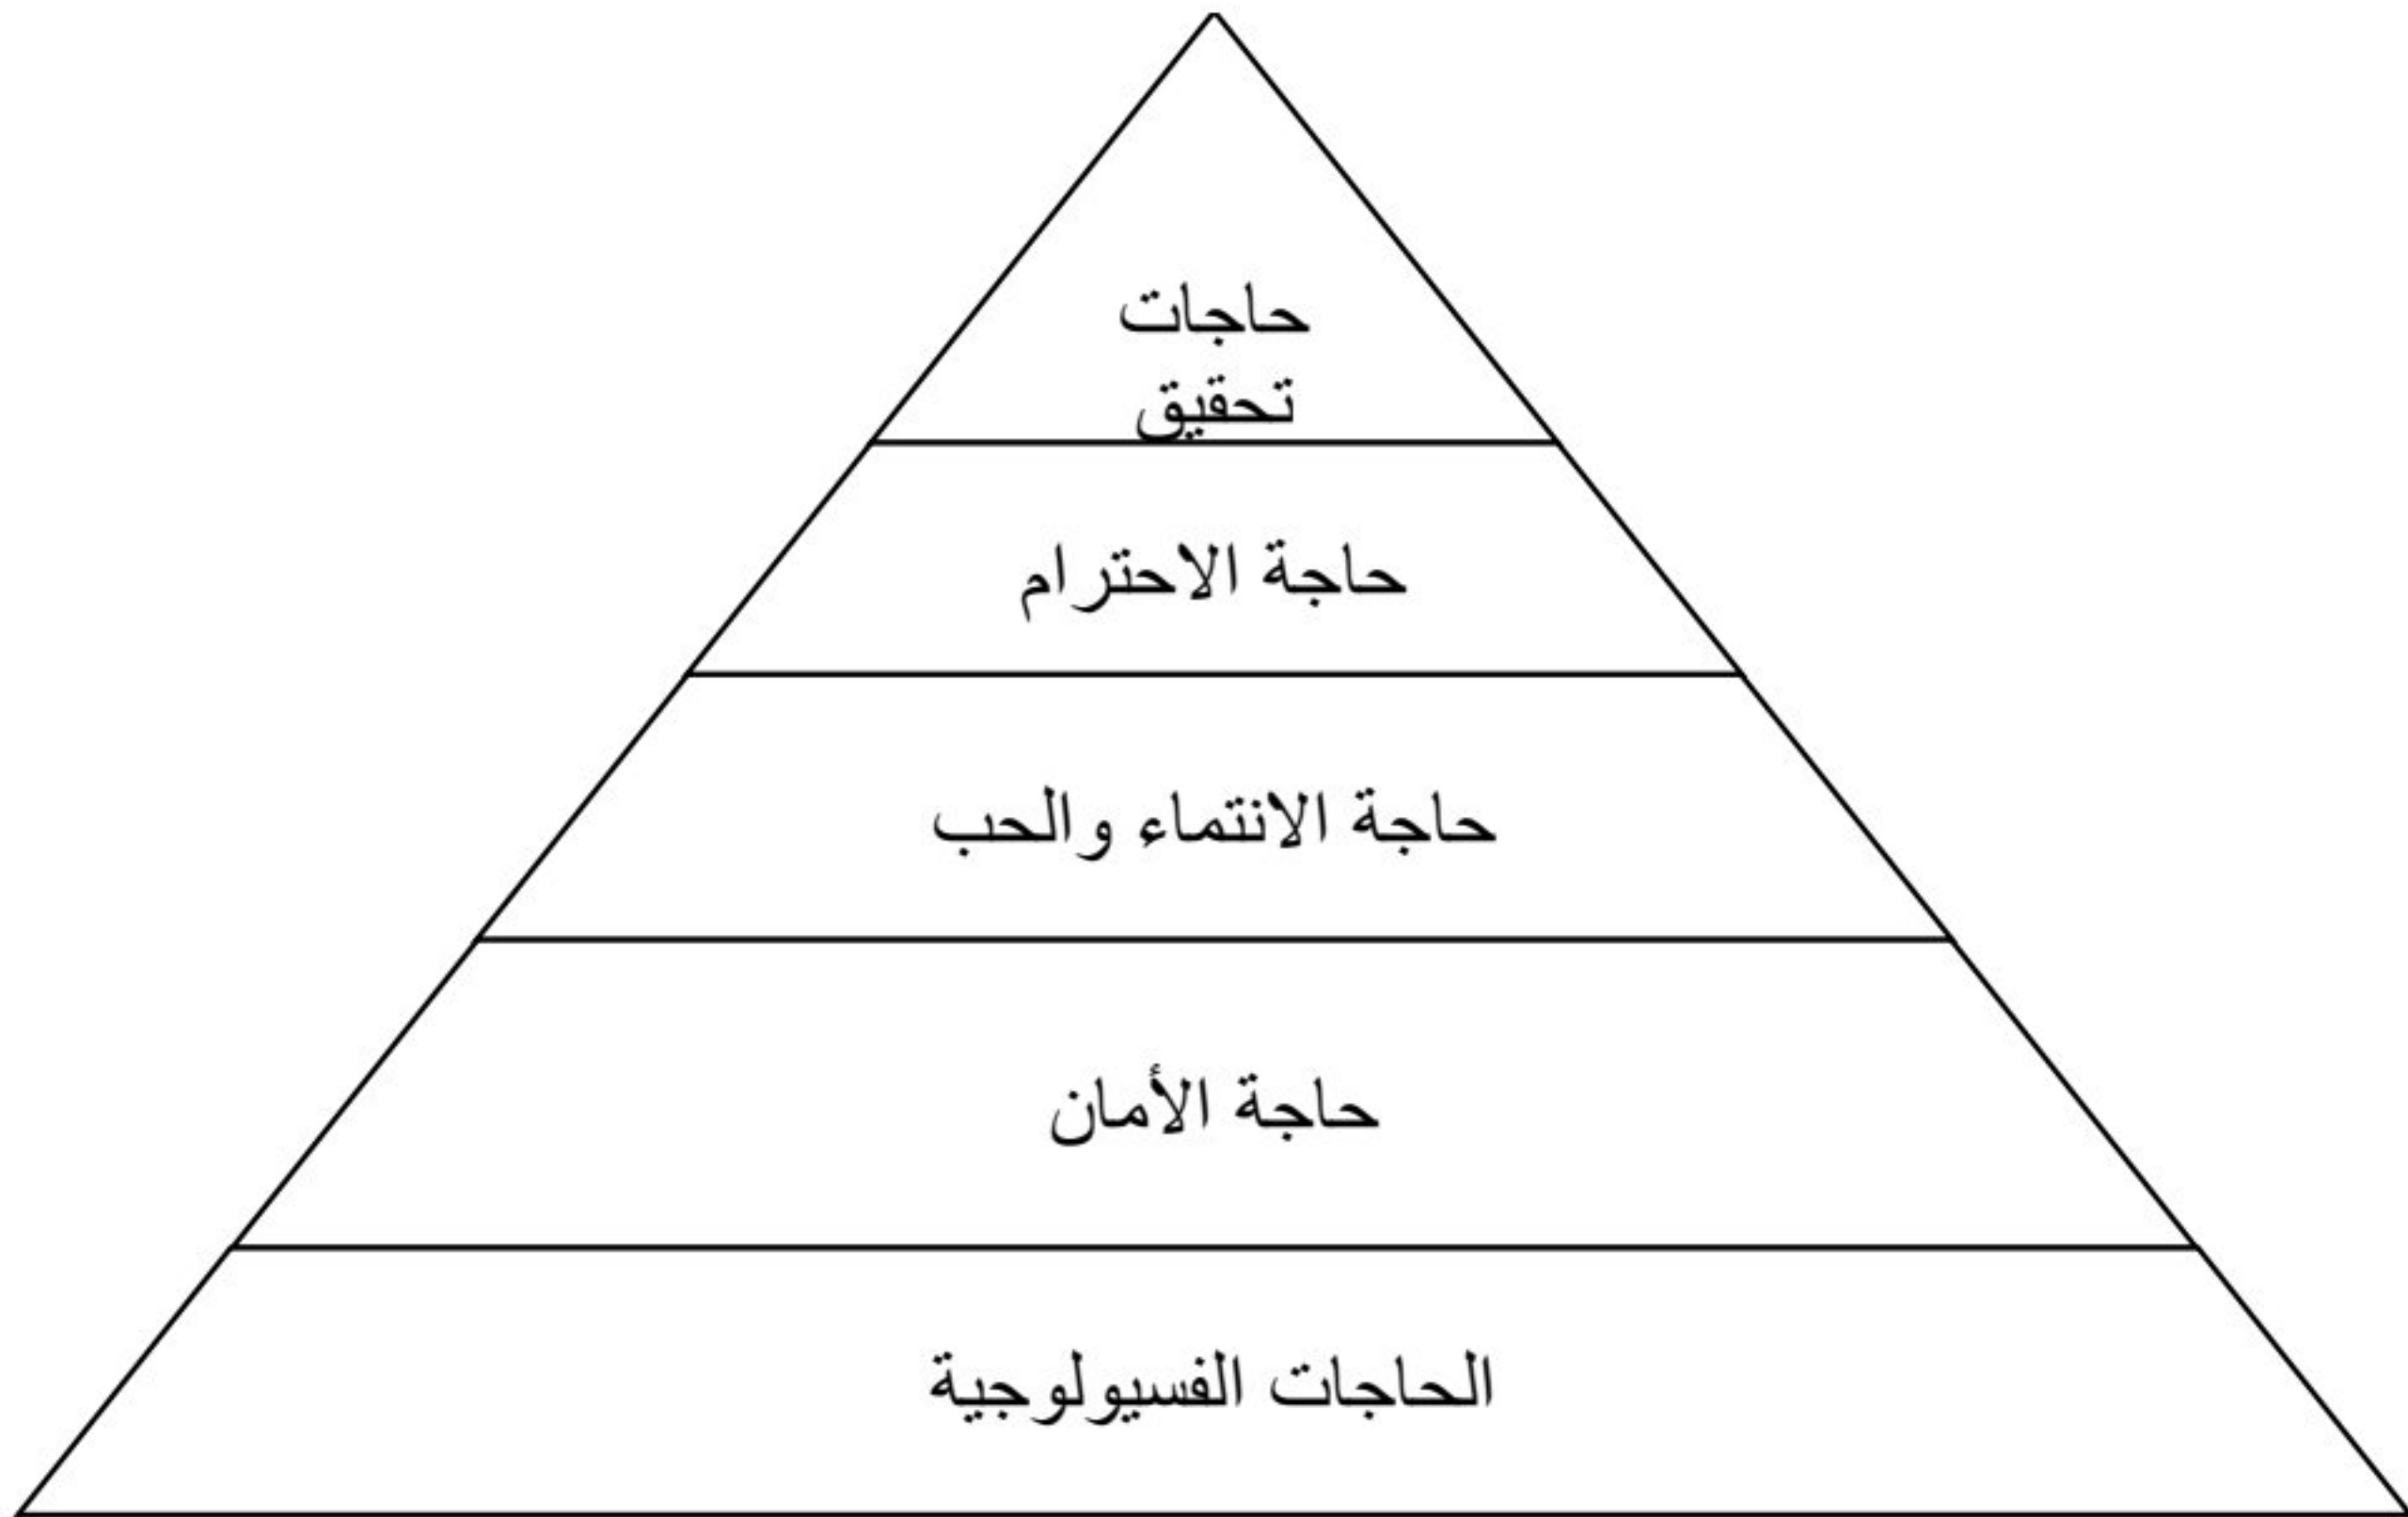 حاجات
تحقيق
حاجة الاحترام
حاجة الانتماء والحب
حاجة الأمان
الحاجات الفسيولوجية